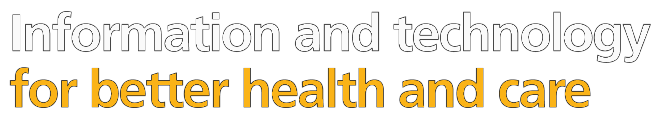 Information and technology
for better health and care